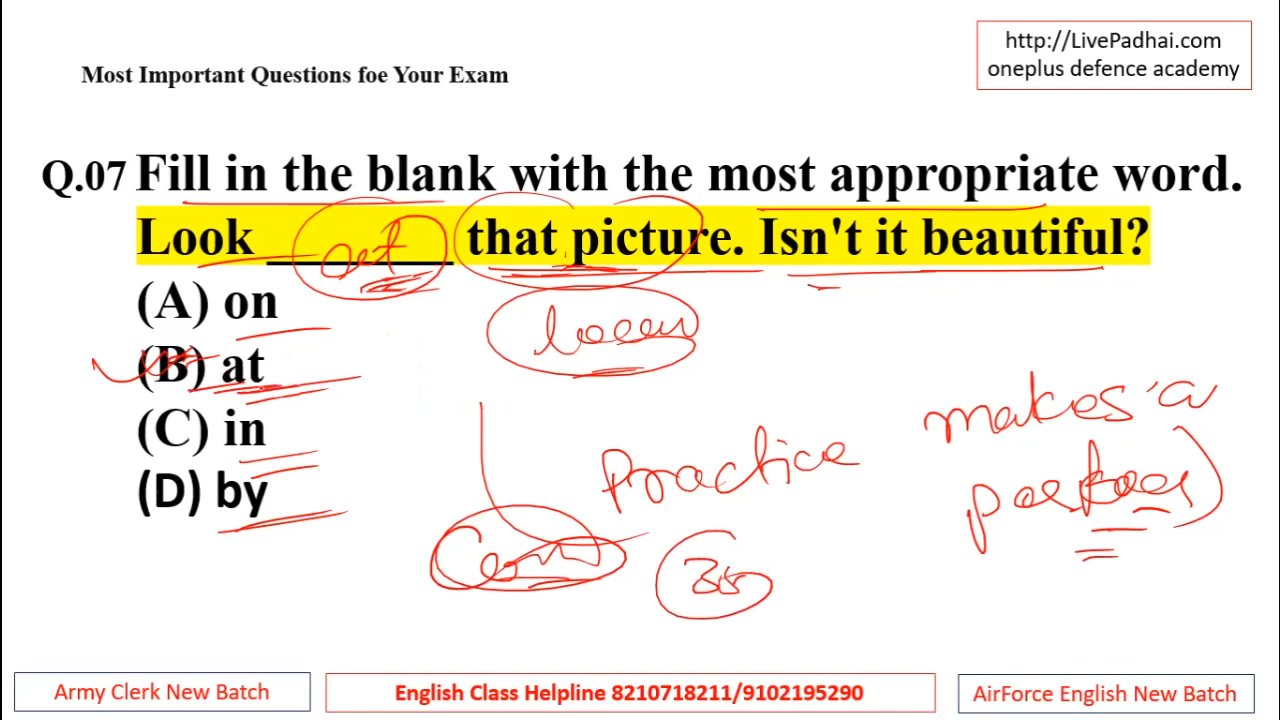 http://LivePadhai.com
oneplus defence academy
Most Important Questions foe Your Exam
Q.07 Fill in the blank with the most appropriate word.
Look ________ that picture. Isn't it beautiful?
at
(A) on
(B) at
(C) in
(D) by
Practice
makes a
Army Clerk New Batch
English Class Helpline 8210718211/9102195290
AirForce English New Batch